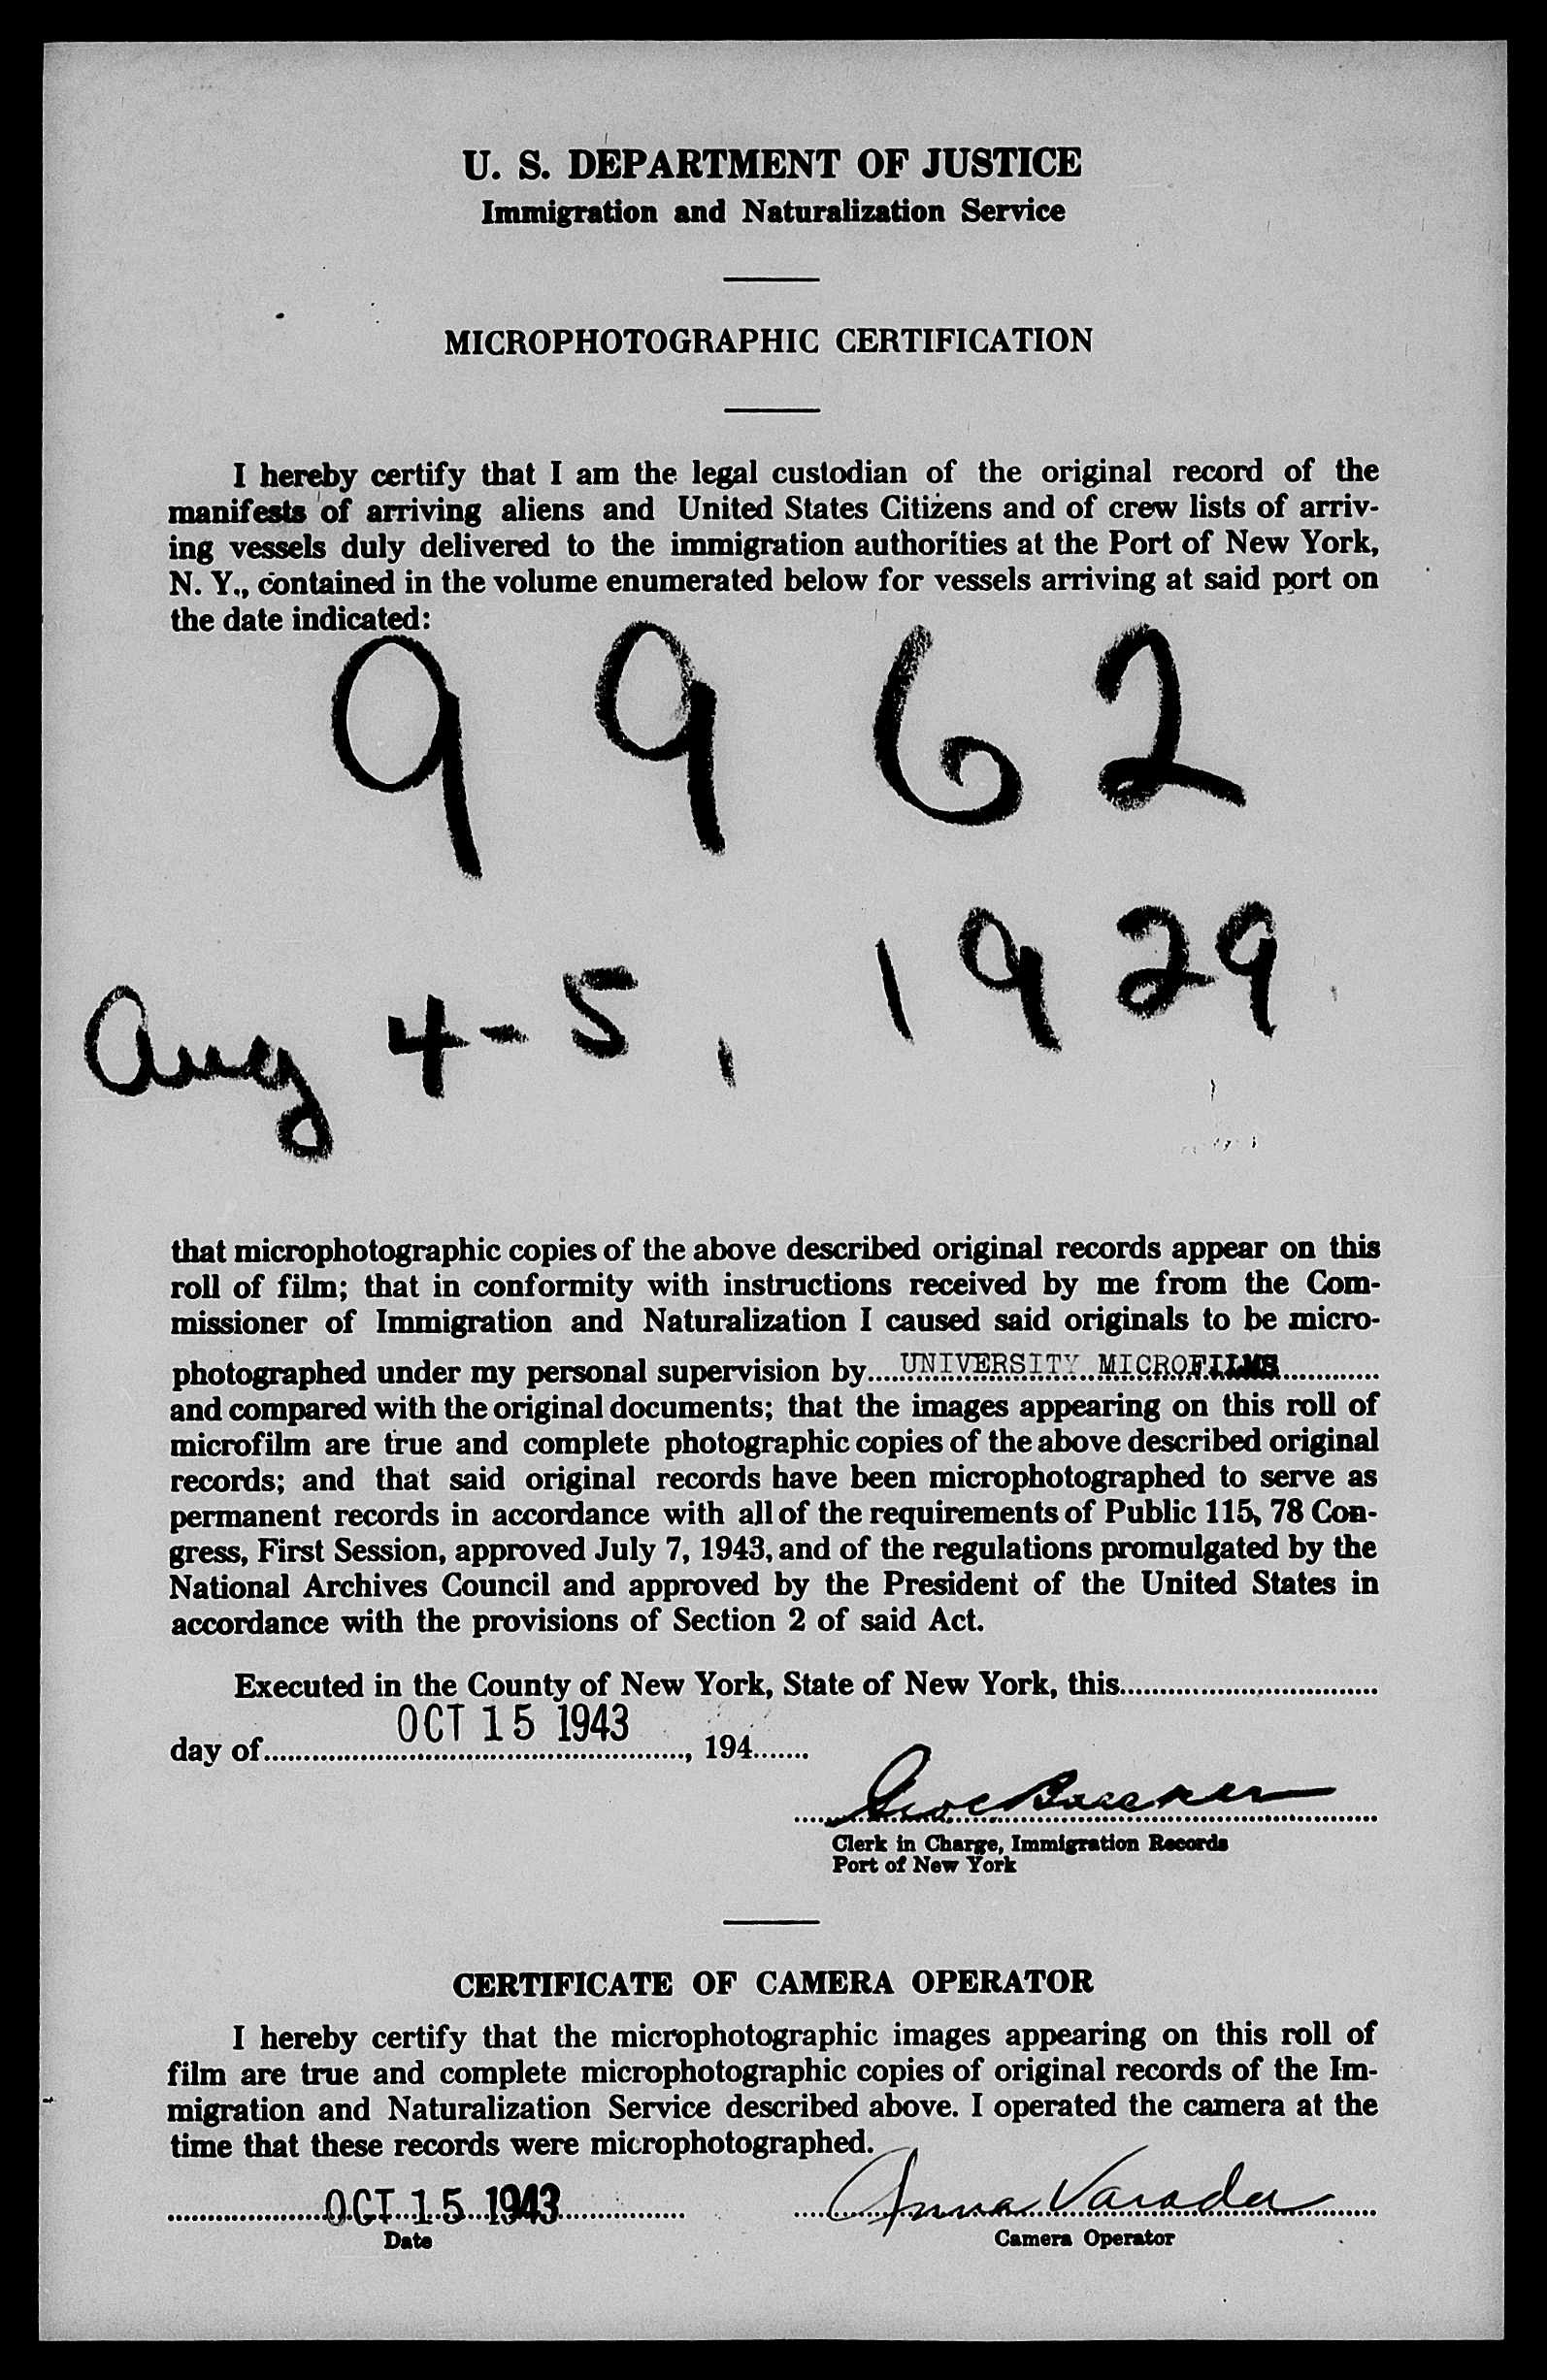 U. S. DEPARTMENT OF JUSTICE
Immigration and Naturalization Service
MICROPHOTOGRAPHIC CERTIFICATION
I hereby certify that I am the legal custodian of the original record of the
manifests of arriving aliens and United States Citizens and of crew lists of arriv-
ing vessels duly delivered to the immigration authorities at the Port of New York,
N. Y., contained in the volume enumerated below for vessels arriving at said port on
the date indicated:
9962
Aug 4-5, 1929
that microphotographic copies of the above described original records appear on this
roll of film; that in conformity with instructions received by me from the Com-
missioner of Immigration and Naturalization I caused said originals to be micro-
photographed under my personal supervision by.....UNIVERSITY MICROFILMS............
and compared with the original documents; that the images appearing on this roll of
microfilm are true and complete photographic copies of the above described original
records; and that said original records have been microphotographed to serve as
permanent records in accordance with all of the requirements of Public 115, 78 Con-
gress, First Session, approved July 7, 1943, and of the regulations promulgated by the
National Archives Council and approved by the President of the United States in
accordance with the provisions of Section 2 of said Act.
Executed in the County of New York, State of New York, this................................
day of................OCT 15 1943........, 194.......
Clerk in Charge, Immigration Records
Port of New York
CERTIFICATE OF CAMERA OPERATOR
I hereby certify that the microphotographic images appearing on this roll of
film are true and complete microphotographic copies of original records of the Im-
migration and Naturalization Service described above. I operated the camera at the
time that these records were microphotographed.
OCT 15 1943 Anna Varada
Date Camera Operator